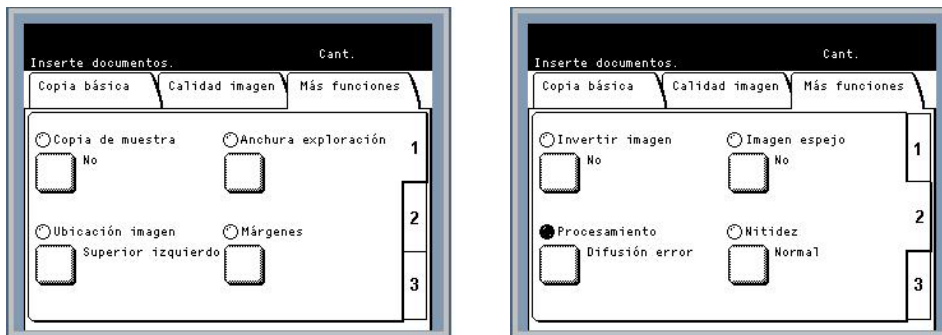 Cant.
Inserte documentos.
Copia básica Calidad imagen Más funciones
Copia de muestra Anchura exploración
No
1
Ubicación imagen Márgenes
Superior izquierdo
2
3
Cant.
Inserte documentos.
Copia básica Calidad imagen Más funciones
Invertir imagen Imagen espejo
No No
1
Procesamiento Nitidez
Difusión error Normal
2
3